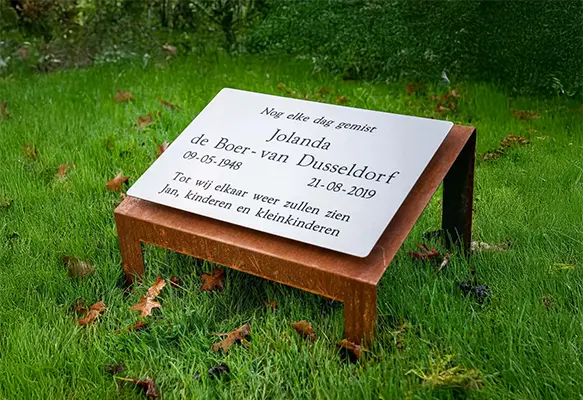 Nog elke dag gemist
Jolanda
de Boer-van Dusseldorf
09-05-1948 21-08-2019
Tot wij elkaar weer zullen zien
Jan, kinderen en kleinkinderen